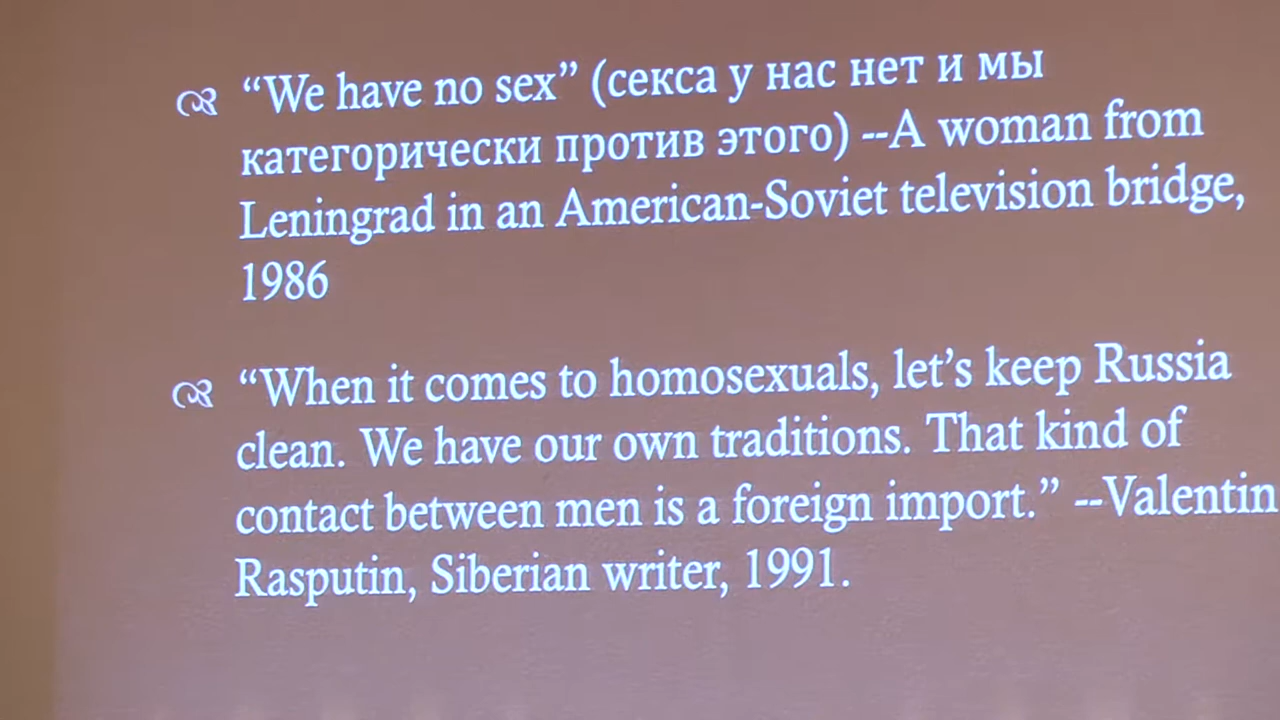 “We have no sex” (секса у нас нет и мы
категорически против этого) --A woman from
Leningrad in an American-Soviet television bridge,
1986
“When it comes to homosexuals, let’s keep Russia
clean. We have our own traditions. That kind of
contact between men is a foreign import.” --Valentin
Rasputin, Siberian writer, 1991.